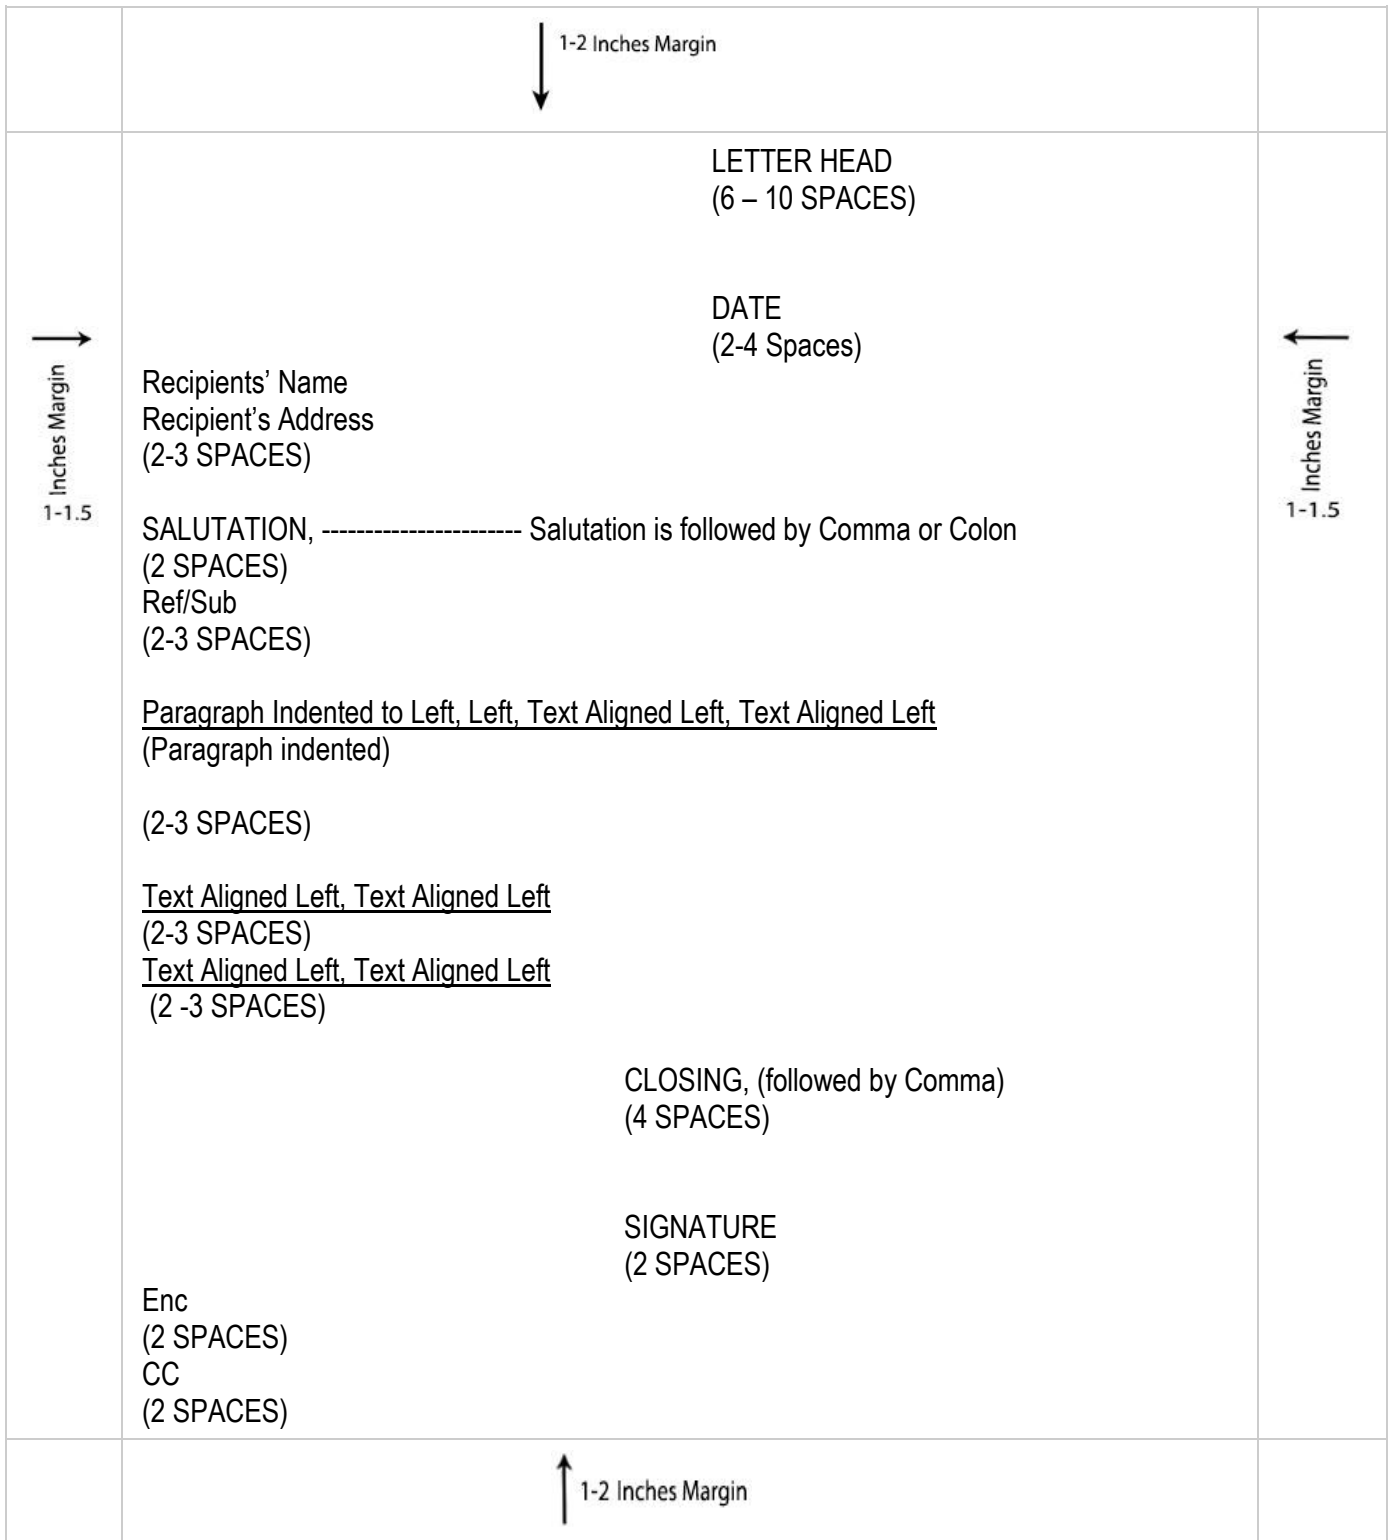 1-2 Inches Margin
LETTER HEAD
(6 – 10 SPACES)
DATE
(2-4 Spaces)
Inches Margin
1-1.5
Inches Margin
1-1.5
Recipients’ Name
Recipient’s Address
(2-3 SPACES)
SALUTATION, ----------------------- Salutation is followed by Comma or Colon
(2 SPACES)
Ref/Sub
(2-3 SPACES)
Paragraph Indented to Left, Left, Text Aligned Left, Text Aligned Left
(Paragraph indented)
(2-3 SPACES)
Text Aligned Left, Text Aligned Left
(2-3 SPACES)
Text Aligned Left, Text Aligned Left
(2 -3 SPACES)
CLOSING, (followed by Comma)
(4 SPACES)
SIGNATURE
(2 SPACES)
Enc
(2 SPACES)
CC
(2 SPACES)
1-2 Inches Margin